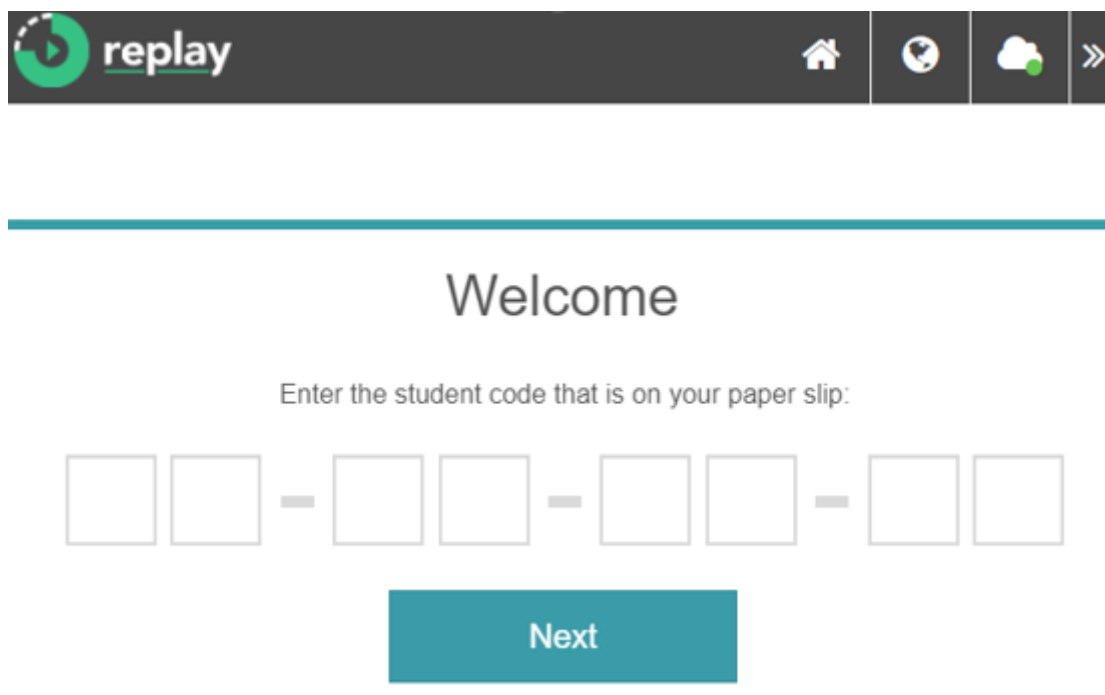 replay
Welcome
Enter the student code that is on your paper slip:
Next